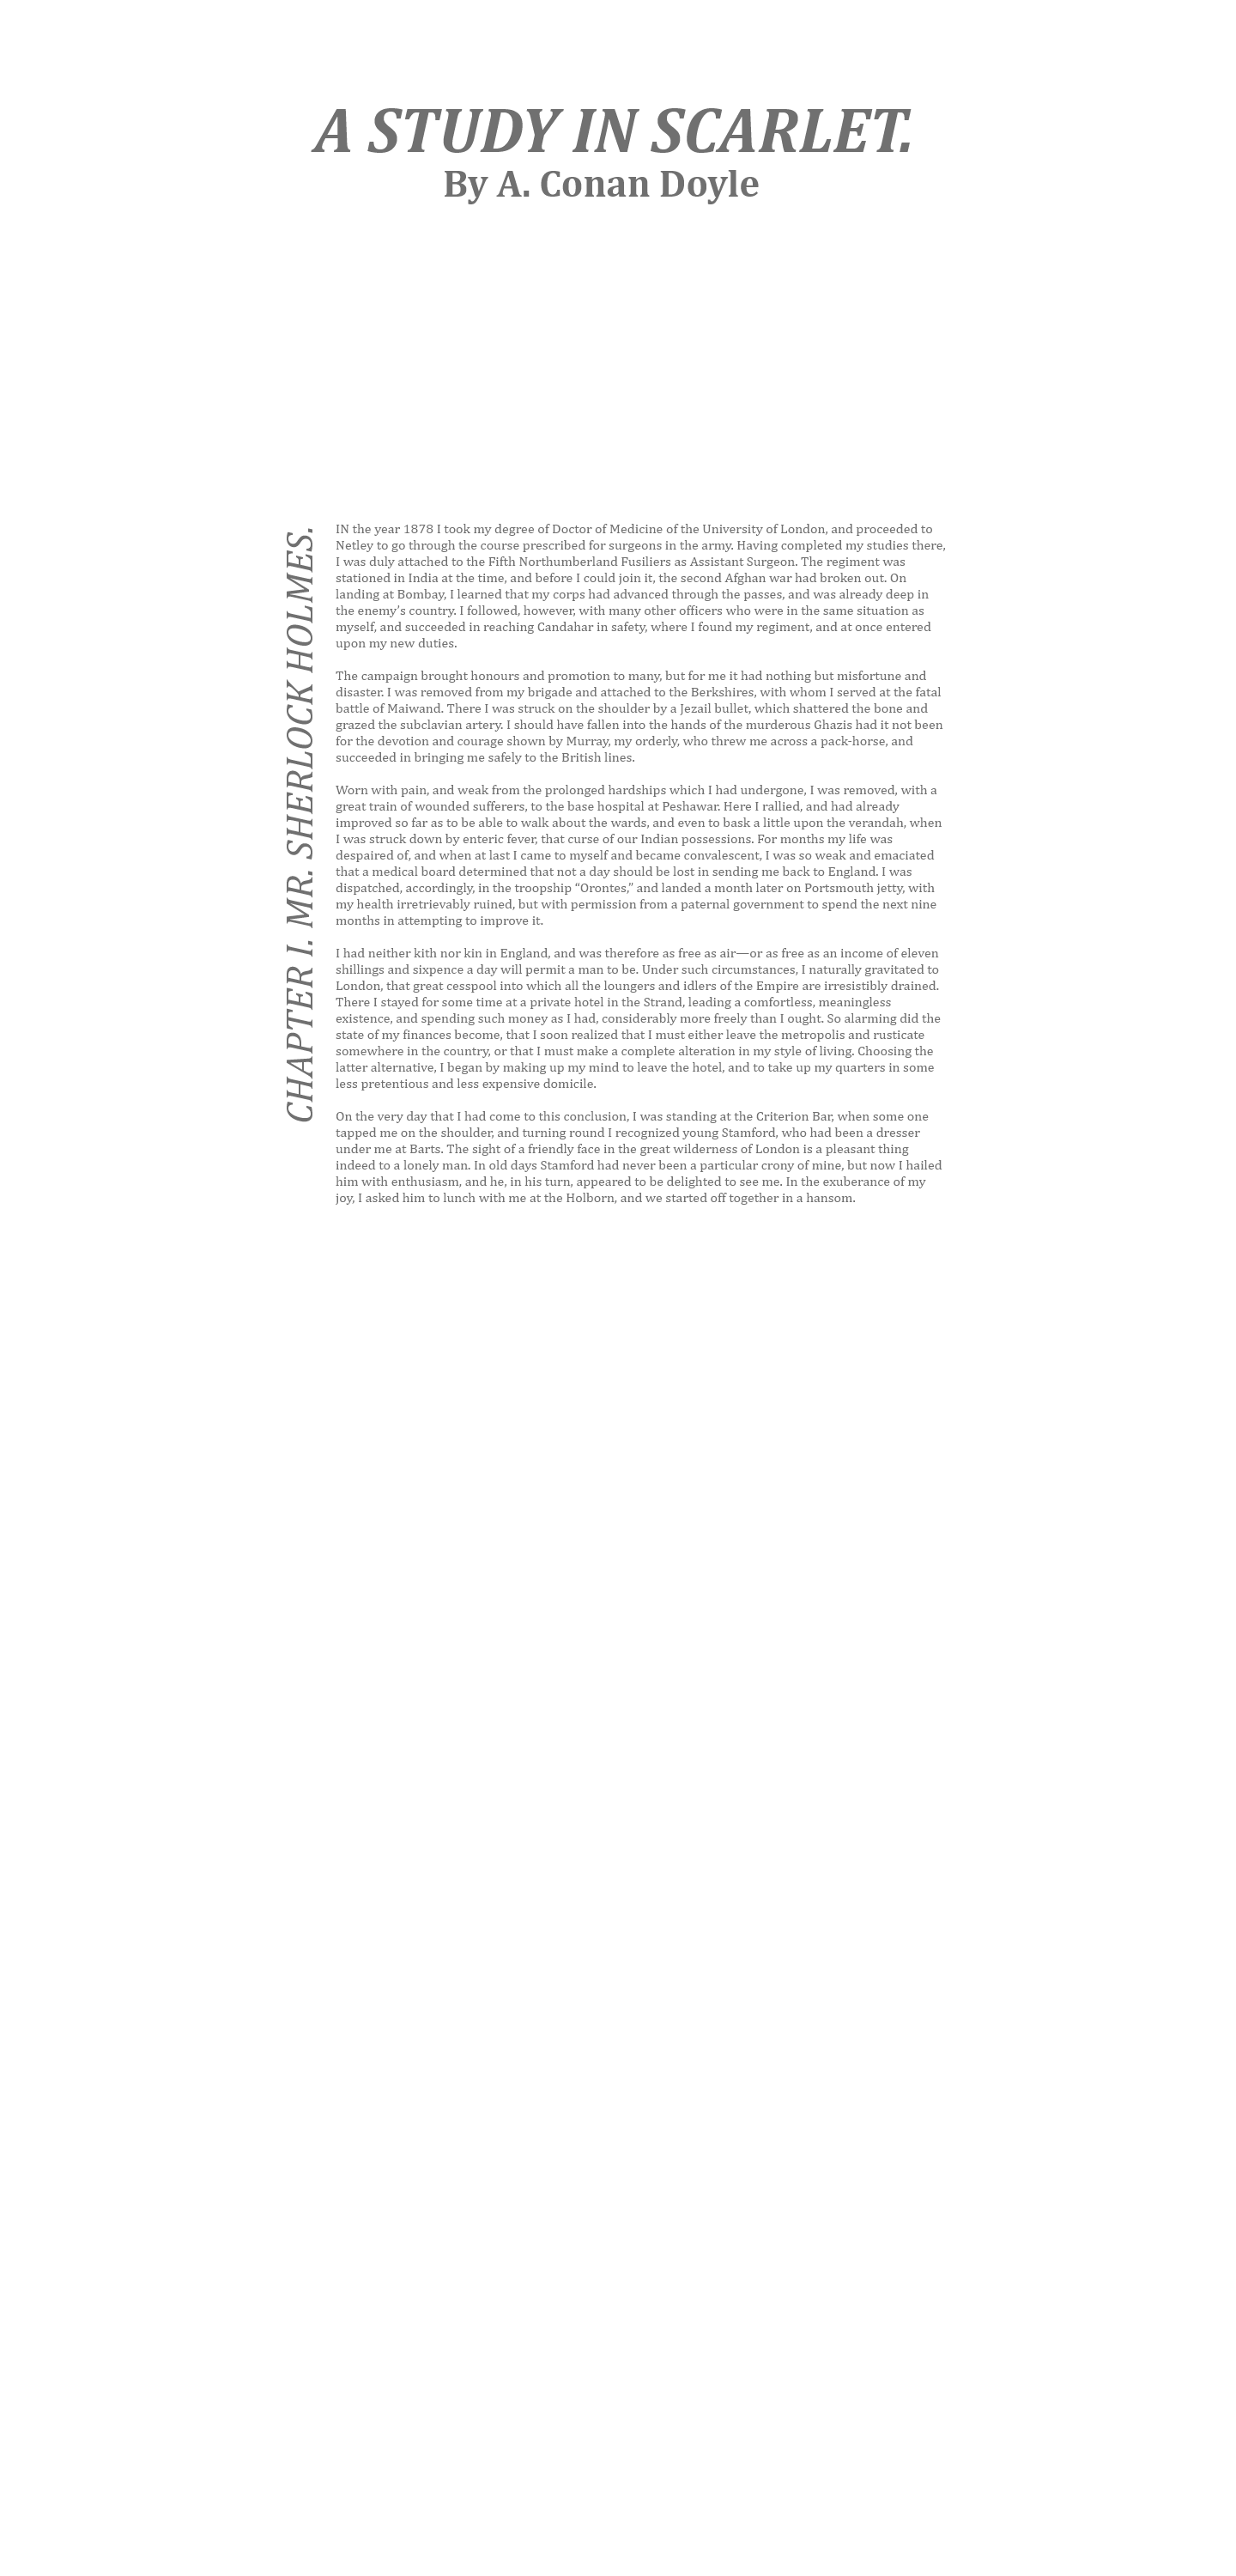 A STUDY IN SCARLET.
By A. Conan Doyle
CHAPTER I. MR. SHERLOCK HOLMES.
IN the year 1878 I took my degree of Doctor of Medicine of the University of London, and proceeded to
Netley to go through the course prescribed for surgeons in the army. Having completed my studies there,
I was duly attached to the Fifth Northumberland Fusiliers as Assistant Surgeon. The regiment was
stationed in India at the time, and before I could join it, the second Afghan war had broken out. On
landing at Bombay, I learned that my corps had advanced through the passes, and was already deep in
the enemy’s country. I followed, however, with many other officers who were in the same situation as
myself, and succeeded in reaching Candahar in safety, where I found my regiment, and at once entered
upon my new duties.
The campaign brought honours and promotion to many, but for me it had nothing but misfortune and
disaster. I was removed from my brigade and attached to the Berkshires, with whom I served at the fatal
battle of Maiwand. There I was struck on the shoulder by a Jezail bullet, which shattered the bone and
grazed the subclavian artery. I should have fallen into the hands of the murderous Ghazis had it not been
for the devotion and courage shown by Murray, my orderly, who threw me across a pack-horse, and
succeeded in bringing me safely to the British lines.
Worn with pain, and weak from the prolonged hardships which I had undergone, I was removed, with a
great train of wounded sufferers, to the base hospital at Peshawar. Here I rallied, and had already
improved so far as to be able to walk about the wards, and even to bask a little upon the verandah, when
I was struck down by enteric fever, that curse of our Indian possessions. For months my life was
despaired of, and when at last I came to myself and became convalescent, I was so weak and emaciated
that a medical board determined that not a day should be lost in sending me back to England. I was
dispatched, accordingly, in the troopship “Orontes,” and landed a month later on Portsmouth jetty, with
my health irretrievably ruined, but with permission from a paternal government to spend the next nine
months in attempting to improve it.
I had neither kith nor kin in England, and was therefore as free as air—or as free as an income of eleven
shillings and sixpence a day will permit a man to be. Under such circumstances, I naturally gravitated to
London, that great cesspool into which all the loungers and idlers of the Empire are irresistibly drained.
There I stayed for some time at a private hotel in the Strand, leading a comfortless, meaningless
existence, and spending such money as I had, considerably more freely than I ought. So alarming did the
state of my finances become, that I soon realized that I must either leave the metropolis and rusticate
somewhere in the country, or that I must make a complete alteration in my style of living. Choosing the
latter alternative, I began by making up my mind to leave the hotel, and to take up my quarters in some
less pretentious and less expensive domicile.
On the very day that I had come to this conclusion, I was standing at the Criterion Bar, when some one
tapped me on the shoulder, and turning round I recognized young Stamford, who had been a dresser
under me at Barts. The sight of a friendly face in the great wilderness of London is a pleasant thing
indeed to a lonely man. In old days Stamford had never been a particular crony of mine, but now I hailed
him with enthusiasm, and he, in his turn, appeared to be delighted to see me. In the exuberance of my
joy, I asked him to lunch with me at the Holborn, and we started off together in a hansom.